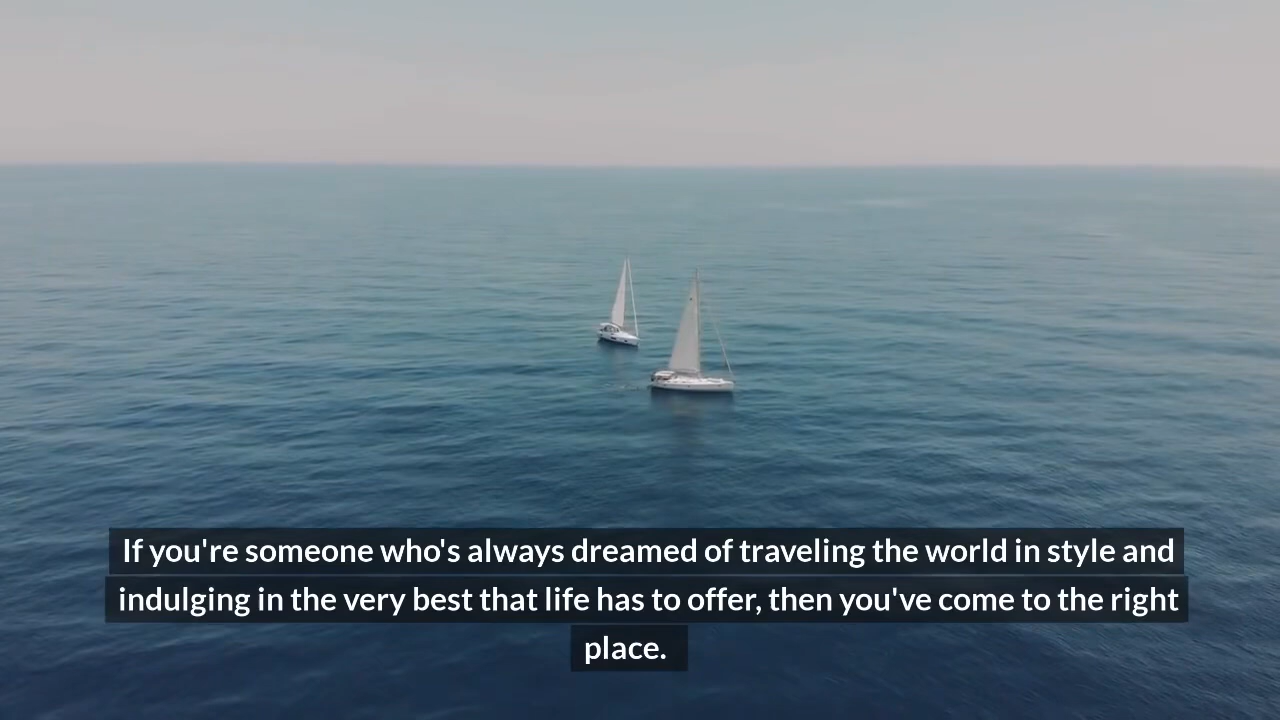 If you're someone who's always dreamed of traveling the world in style and
indulging in the very best that life has to offer, then you've come to the right
place.